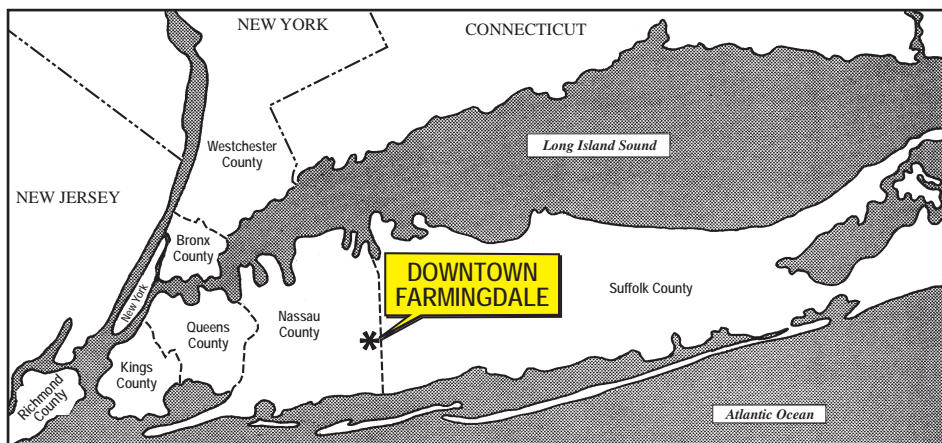 NEW YORK
CONNECTICUT
Westchester
County
Long Island Sound
NEW JERSEY
Bronx
County
DOWNTOWN
FARMINGDALE
Suffolk County
New York
Queens
County
Nassau
County
Kings
County
Richmond
County
Atlantic Ocean